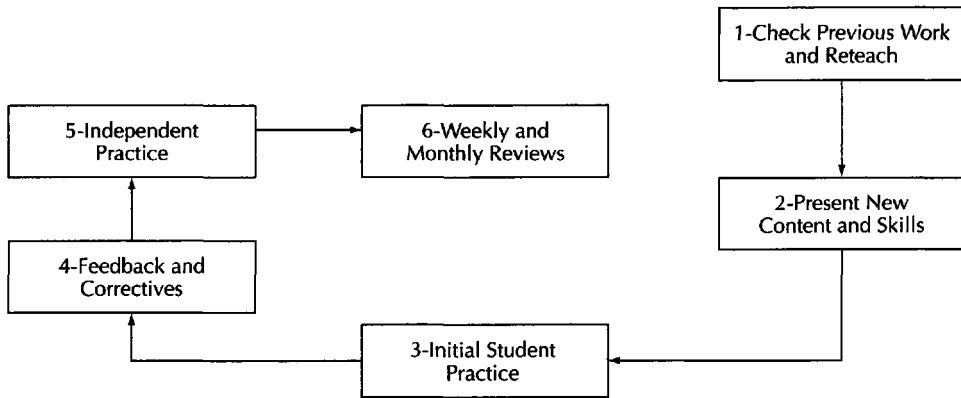 1-Check Previous Work
and Reteach
2-Present New
Content and Skills
3-Initial Student
Practice
4-Feedback and
Correctives
5-Independent
Practice
6-Weekly and
Monthly Reviews